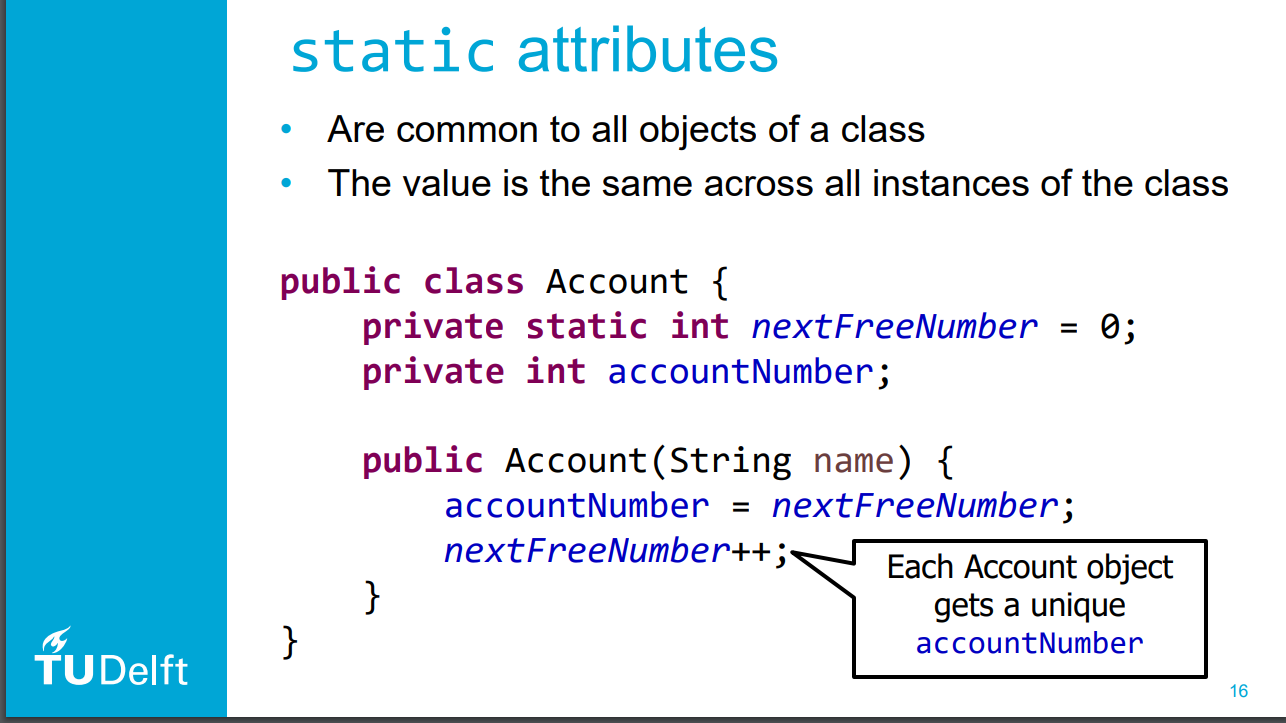 static attributes
• Are common to all objects of a class
• The value is the same across all instances of the class
public class Account {
    private static int nextFreeNumber = 0;
    private int accountNumber;
    public Account(String name) {
        accountNumber = nextFreeNumber;
        nextFreeNumber++;
    }
}
Each Account object
gets a unique
accountNumber
TUDelft
16